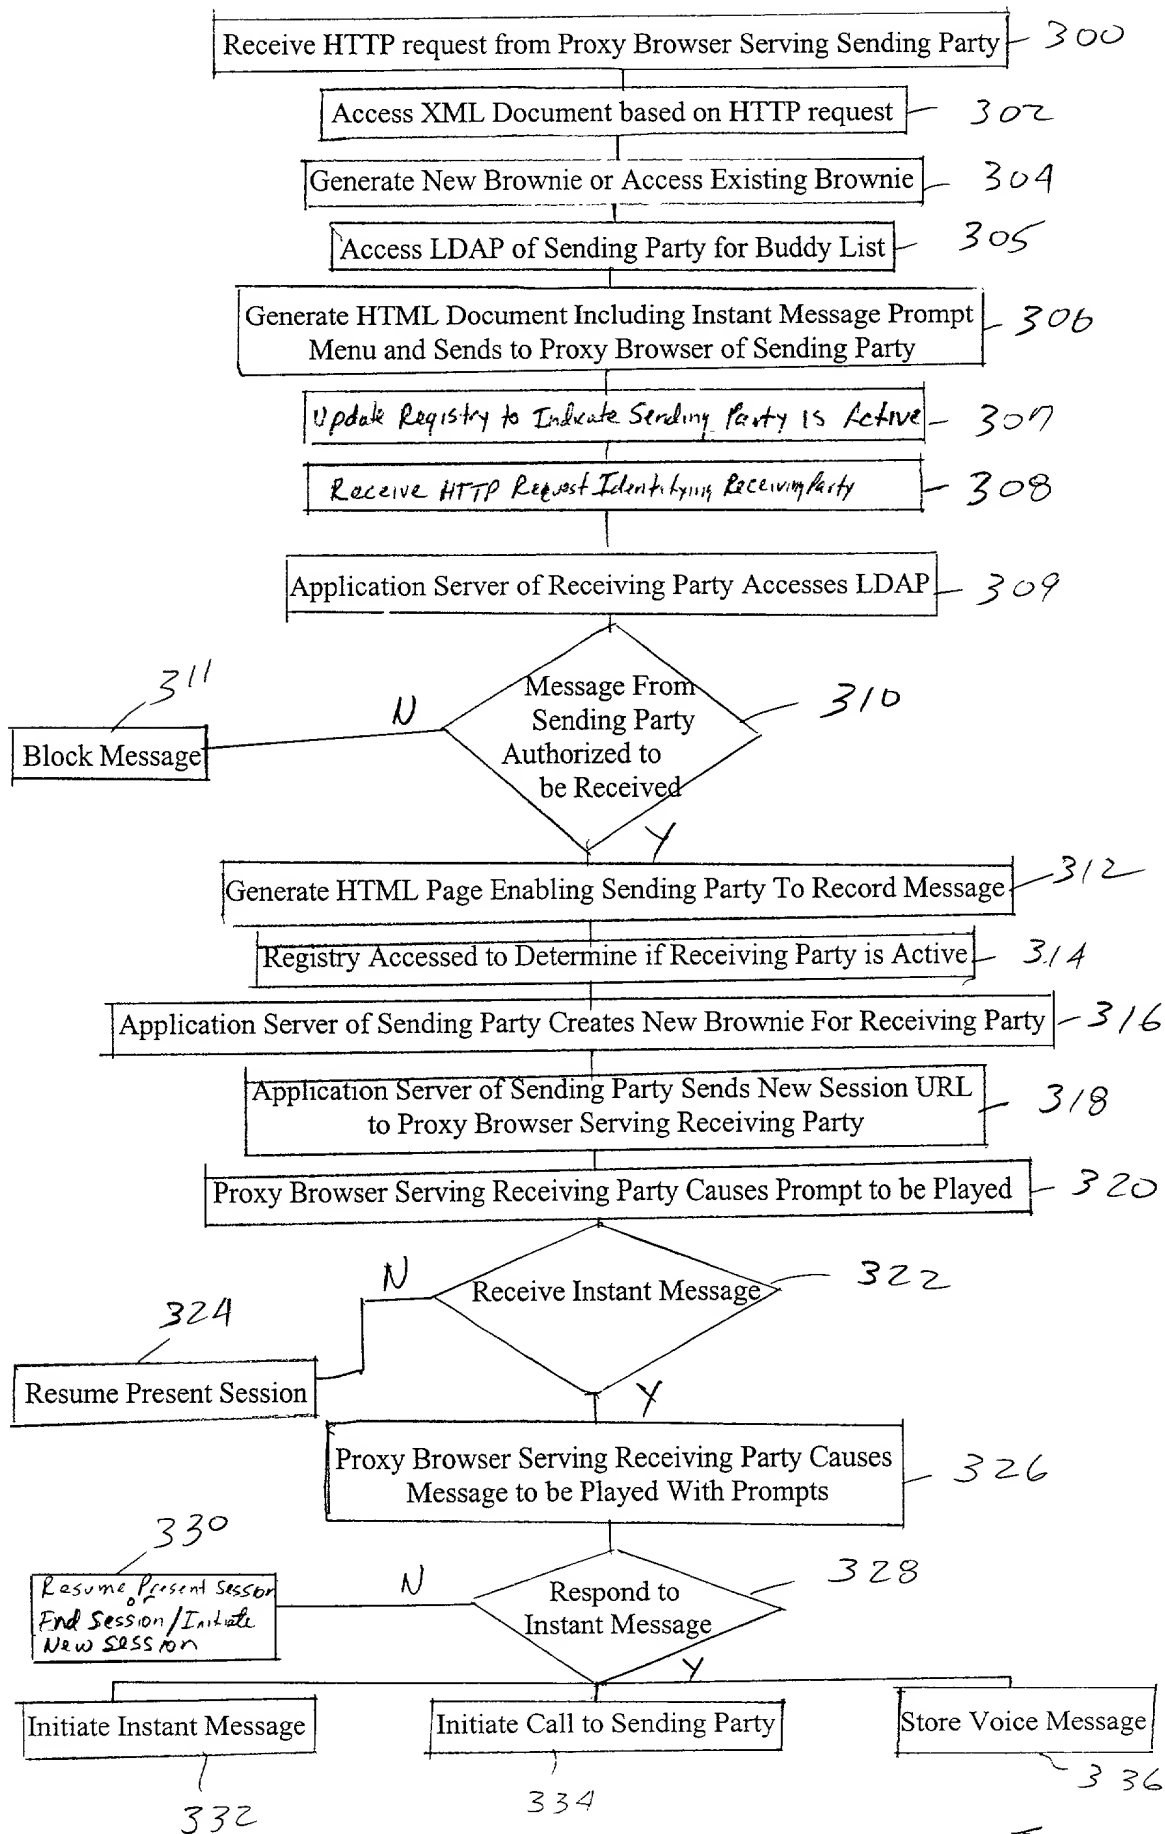 Receive HTTP request from Proxy Browser Serving Sending Party 300
Access XML Document based on HTTP request 302
Generate New Brownie or Access Existing Brownie 304
Access LDAP of Sending Party for Buddy List 305
Generate HTML Document Including Instant Message Prompt
Menu and Sends to Proxy Browser of Sending Party 306
Update Registry to Indicate Sending Party is Active 307
Receive HTTP Request Identifying Receiving Party 308
Application Server of Receiving Party Accesses LDAP 309
Message From
Sending Party
Authorized to
be Received
310
N
311
Block Message
Y
Generate HTML Page Enabling Sending Party To Record Message 312
Registry Accessed to Determine if Receiving Party is Active 314
Application Server of Sending Party Creates New Brownie For Receiving Party 316
Application Server of Sending Party Sends New Session URL
to Proxy Browser Serving Receiving Party 318
Proxy Browser Serving Receiving Party Causes Prompt to be Played 320
Receive Instant Message 322
N
324
Resume Present Session
Y
Proxy Browser Serving Receiving Party Causes
Message to be Played With Prompts 326
330
Resume Present Session
or
End Session/Initiate
New Session
N
Respond to
Instant Message
328
Y
Initiate Instant Message
Initiate Call to Sending Party
Store Voice Message
332
334
336